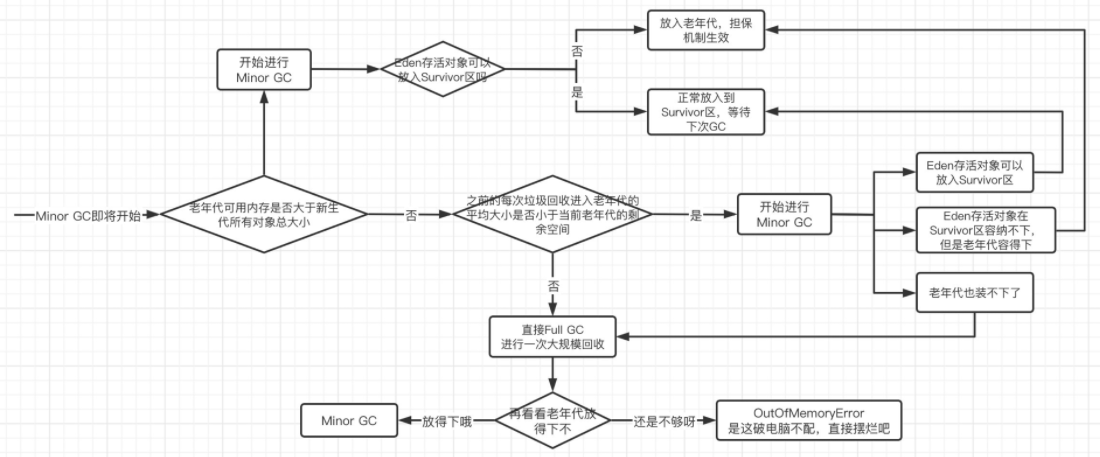 放入老年代，担保
机制生效
开始进行
Minor GC
Eden存活对象可以
放入Survivor区吗
否
是
正常放入到
Survivor区，等待
下次GC
Minor GC即将开始
老年代可用内存是否大于新生
代所有对象总大小
否
之前的每次垃圾回收进入老年代的
平均大小是否小于当前老年代的剩
余空间
是
开始进行
Minor GC
Eden存活对象可以
放入Survivor区
Eden存活对象在
Survivor区容纳不下，
但是老年代容得下
老年代也装不下了
否
直接Full GC
进行一次大规模回收
Minor GC
放得下哦
再看看老年代放
得下不
还是不够呀
OutOfMemoryError
是这破电脑不配，直接摆烂吧